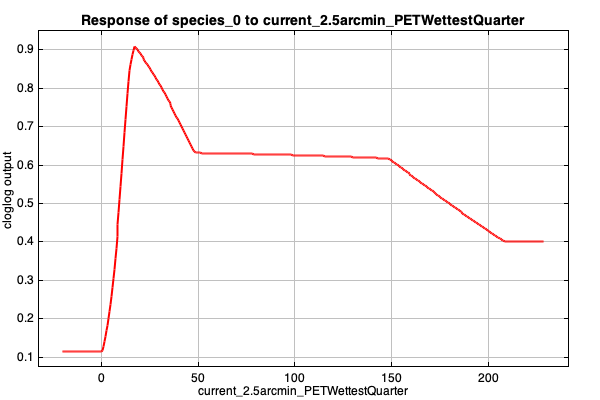 Response of species_0 to current_2.5arcmin_PETWettestQuarter
0.9
0.8
0.7
0.6
0.5
0.4
0.3
0.2
0.1
cloglog output
0 50 100 150 200
current_2.5arcmin_PETWettestQuarter